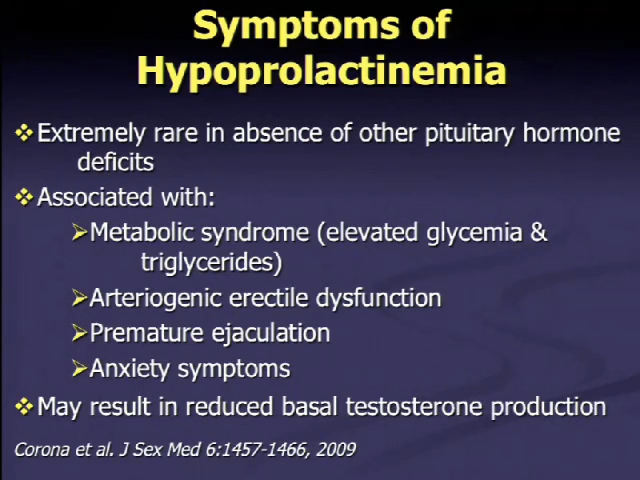 Symptoms of
Hypoprolactinemia
❖Extremely rare in absence of other pituitary hormone
deficits
❖Associated with:
➢Metabolic syndrome (elevated glycemia &
triglycerides)
➢Arteriogenic erectile dysfunction
➢Premature ejaculation
➢Anxiety symptoms
❖May result in reduced basal testosterone production
Corona et al. J Sex Med 6:1457-1466, 2009